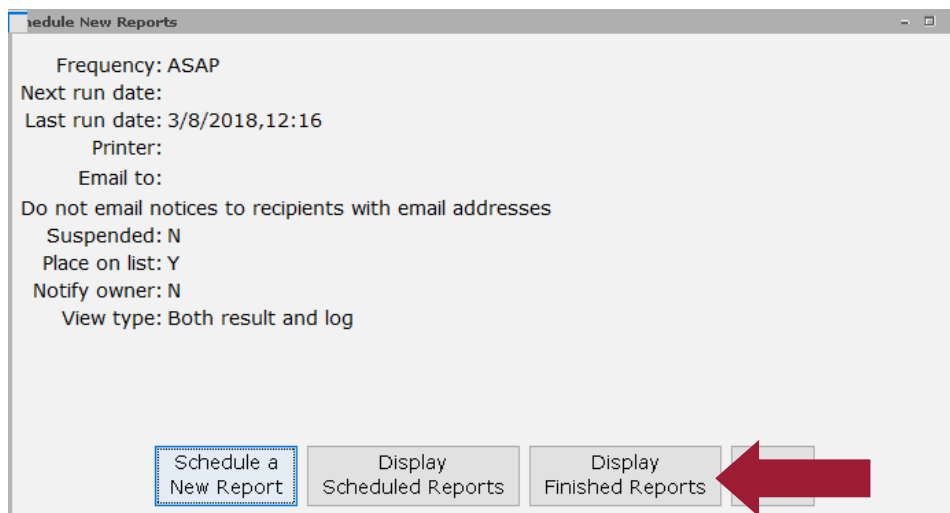 hedule New Reports
Frequency: ASAP
Next run date:
Last run date: 3/8/2018,12:16
Printer:
Email to:
Do not email notices to recipients with email addresses
Suspended: N
Place on list: Y
Notify owner: N
View type: Both result and log
Schedule a
New Report
Display
Scheduled Reports
Display
Finished Reports